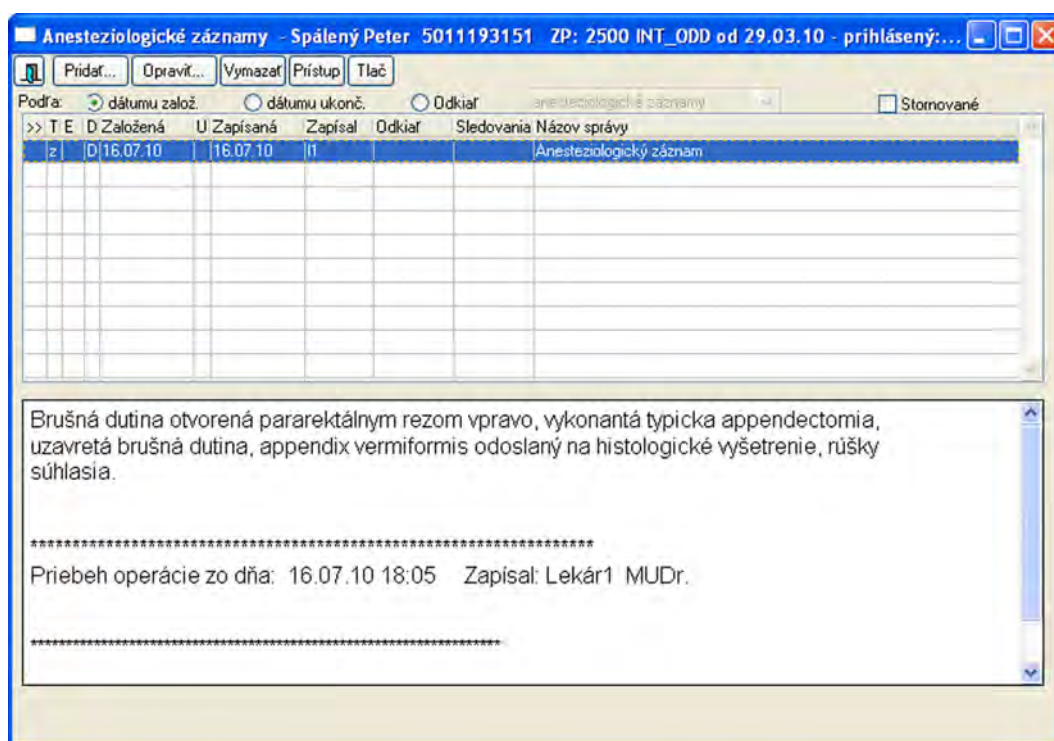 Anesteziologické záznamy - Spálený Peter 5011193151 ZP: 2500 INT_ODD od 29.03.10 - prihlásený:...
Pridať... Opraviť... Vymazať Prístup Tlač
Podľa: dátumu založ. dátumu ukonč. Odkiaľ anesteziologické záznamy Stornované
>> T E D Založená U Zapísaná Zapísal Odkiaľ Sledovania Názov správy
z D 16.07.10 16.07.10 l1 Anesteziologický záznam
Brušná dutina otvorená pararektálnym rezom vpravo, vykonantá typicka appendectomia,
uzavretá brušná dutina, appendix vermiformis odoslaný na histologické vyšetrenie, rúšky
súhlasia.
********************************************************************
Priebeh operácie zo dňa: 16.07.10 18:05 Zapísal: Lekár1 MUDr.
********************************************************************